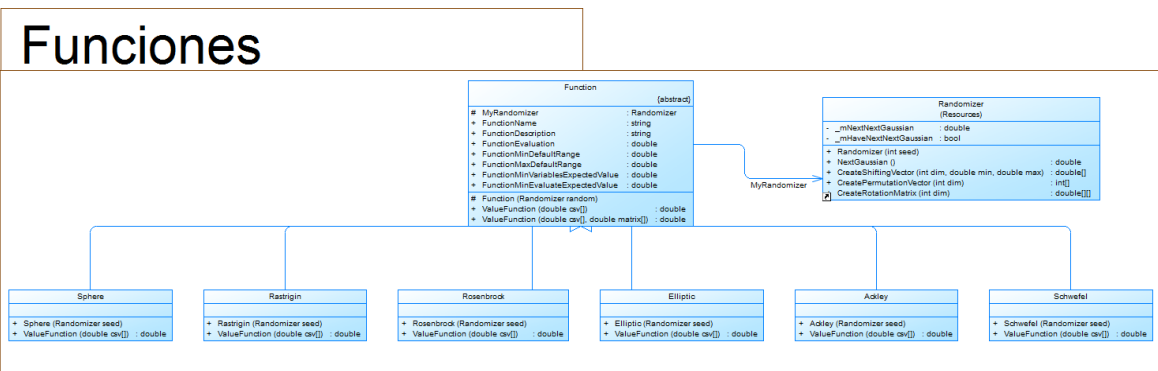 Funciones
Function
{abstract}
# MyRandomizer : Randomizer
+ FunctionName : string
+ FunctionDescription : string
+ FunctionEvaluation : double
+ FunctionMinDefaultRange : double
+ FunctionMaxDefaultRange : double
+ FunctionMinVariablesExpectedValue : double
+ FunctionMinEvaluateExpectedValue : double
# Function (Randomizer random)
+ ValueFunction (double csv[]) : double
+ ValueFunction (double csv[], double matrix[]) : double
MyRandomizer
Randomizer
(Resources)
- _mNextNextGaussian : double
- _mHaveNextNextGaussian : bool
+ Randomizer (int seed)
+ NextGaussian () : double
+ CreateShiftingVector (int dim, double min, double max) : double[]
+ CreatePermutationVector (int dim) : int[]
+ CreateRotationMatrix (int dim) : double[][]
Sphere
+ Sphere (Randomizer seed)
+ ValueFunction (double csv[]) : double
Rastrigin
+ Rastrigin (Randomizer seed)
+ ValueFunction (double csv[]) : double
Rosenbrock
+ Rosenbrock (Randomizer seed)
+ ValueFunction (double csv[]) : double
Elliptic
+ Elliptic (Randomizer seed)
+ ValueFunction (double csv[]) : double
Ackley
+ Ackley (Randomizer seed)
+ ValueFunction (double csv[]) : double
Schwefel
+ Schwefel (Randomizer seed)
+ ValueFunction (double csv[]) : double